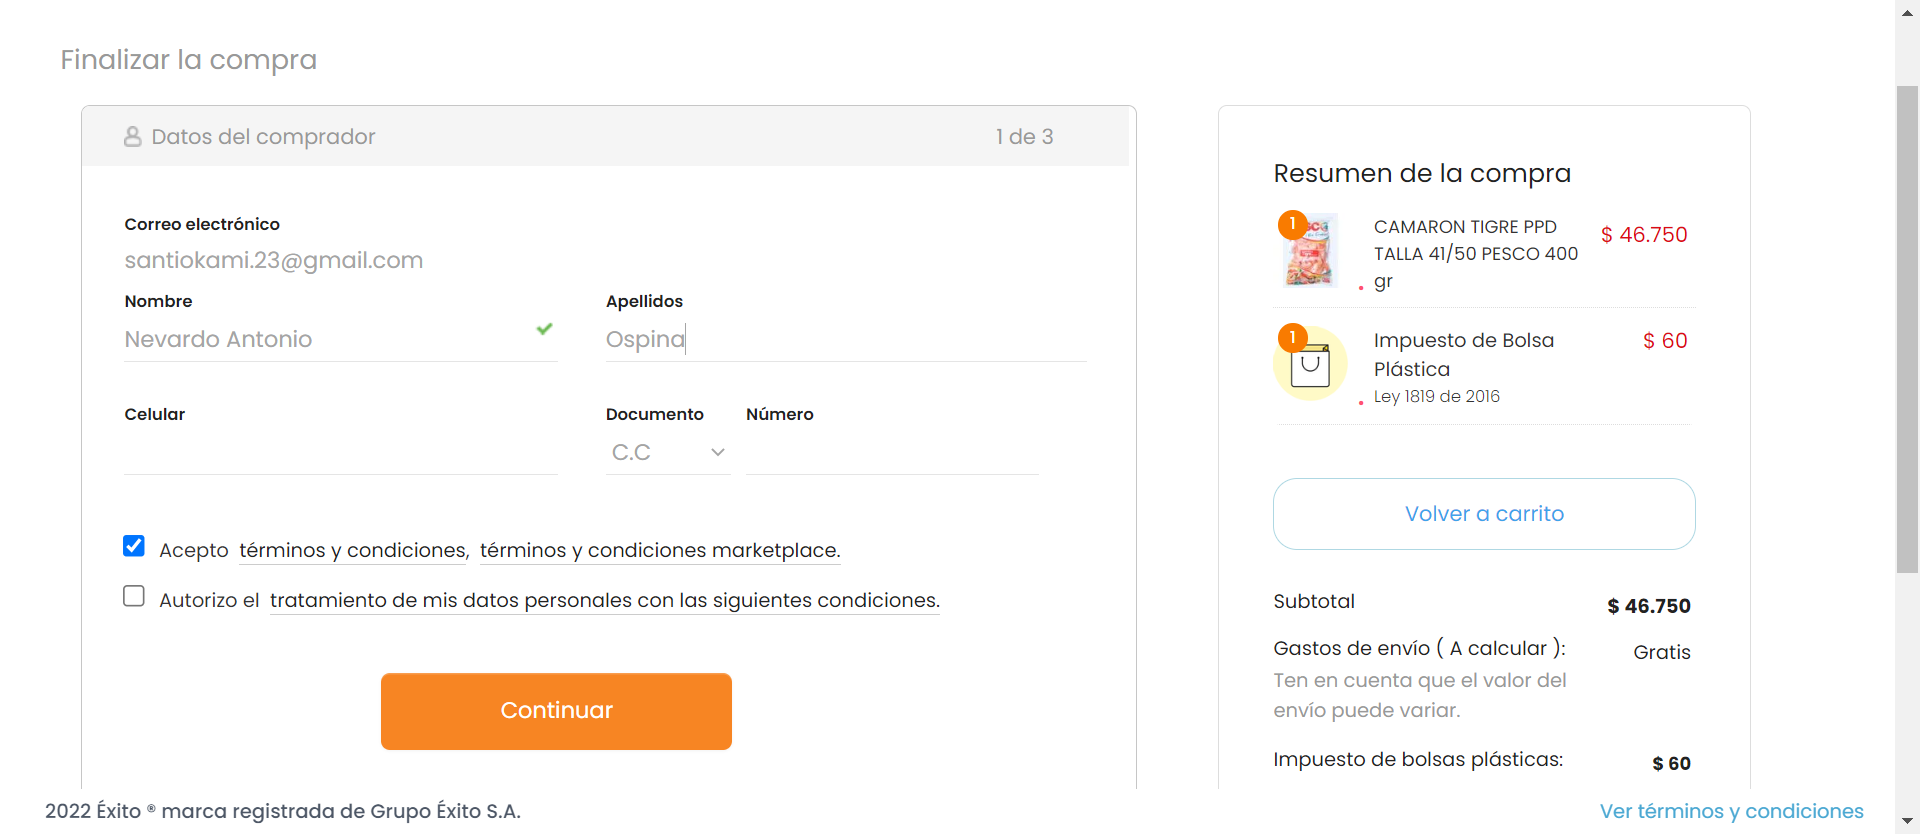 Finalizar la compra
Datos del comprador
1 de 3
Correo electrónico
santiokami.23@gmail.com
Nombre
Nevardo Antonio
Apellidos
Ospina
Celular
Documento
C.C
Número
Acepto términos y condiciones, términos y condiciones marketplace.
Autorizo el tratamiento de mis datos personales con las siguientes condiciones.
Continuar
Resumen de la compra
1
CAMARON TIGRE PPD
TALLA 41/50 PESCO 400
gr
$ 46.750
1
Impuesto de Bolsa
Plástica
Ley 1819 de 2016
$ 60
Volver a carrito
Subtotal
$ 46.750
Gastos de envío ( A calcular ):
Gratis
Ten en cuenta que el valor del
envío puede variar.
Impuesto de bolsas plásticas:
$ 60
2022 Éxito ® marca registrada de Grupo Éxito S.A.
Ver términos y condiciones